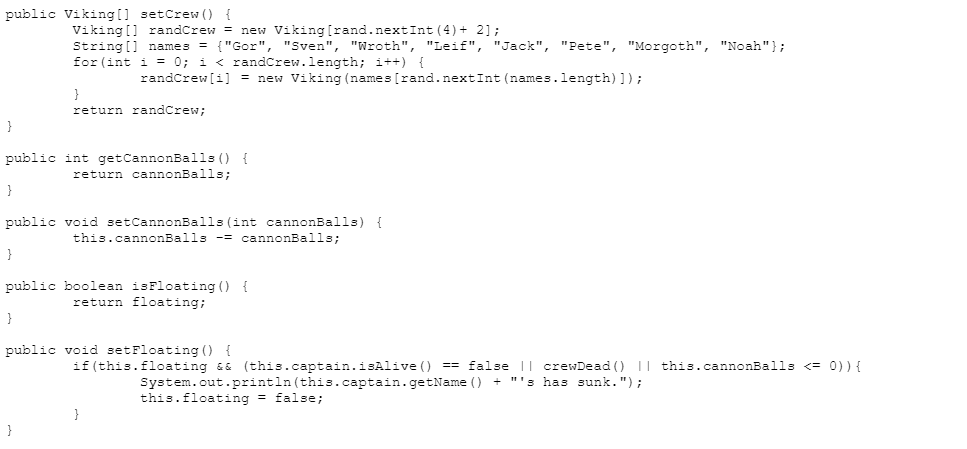 public Viking[] setCrew() {
        Viking[] randCrew = new Viking[rand.nextInt(4)+ 2];
        String[] names = {"Gor", "Sven", "Wroth", "Leif", "Jack", "Pete", "Morgoth", "Noah"};
        for(int i = 0; i < randCrew.length; i++) {
                randCrew[i] = new Viking(names[rand.nextInt(names.length)]);
        }
        return randCrew;
}

public int getCannonBalls() {
        return cannonBalls;
}

public void setCannonBalls(int cannonBalls) {
        this.cannonBalls -= cannonBalls;
}

public boolean isFloating() {
        return floating;
}

public void setFloating() {
        if(this.floating && (this.captain.isAlive() == false || crewDead() || this.cannonBalls <= 0)){
                System.out.println(this.captain.getName() + "'s has sunk.");
                this.floating = false;
        }
}